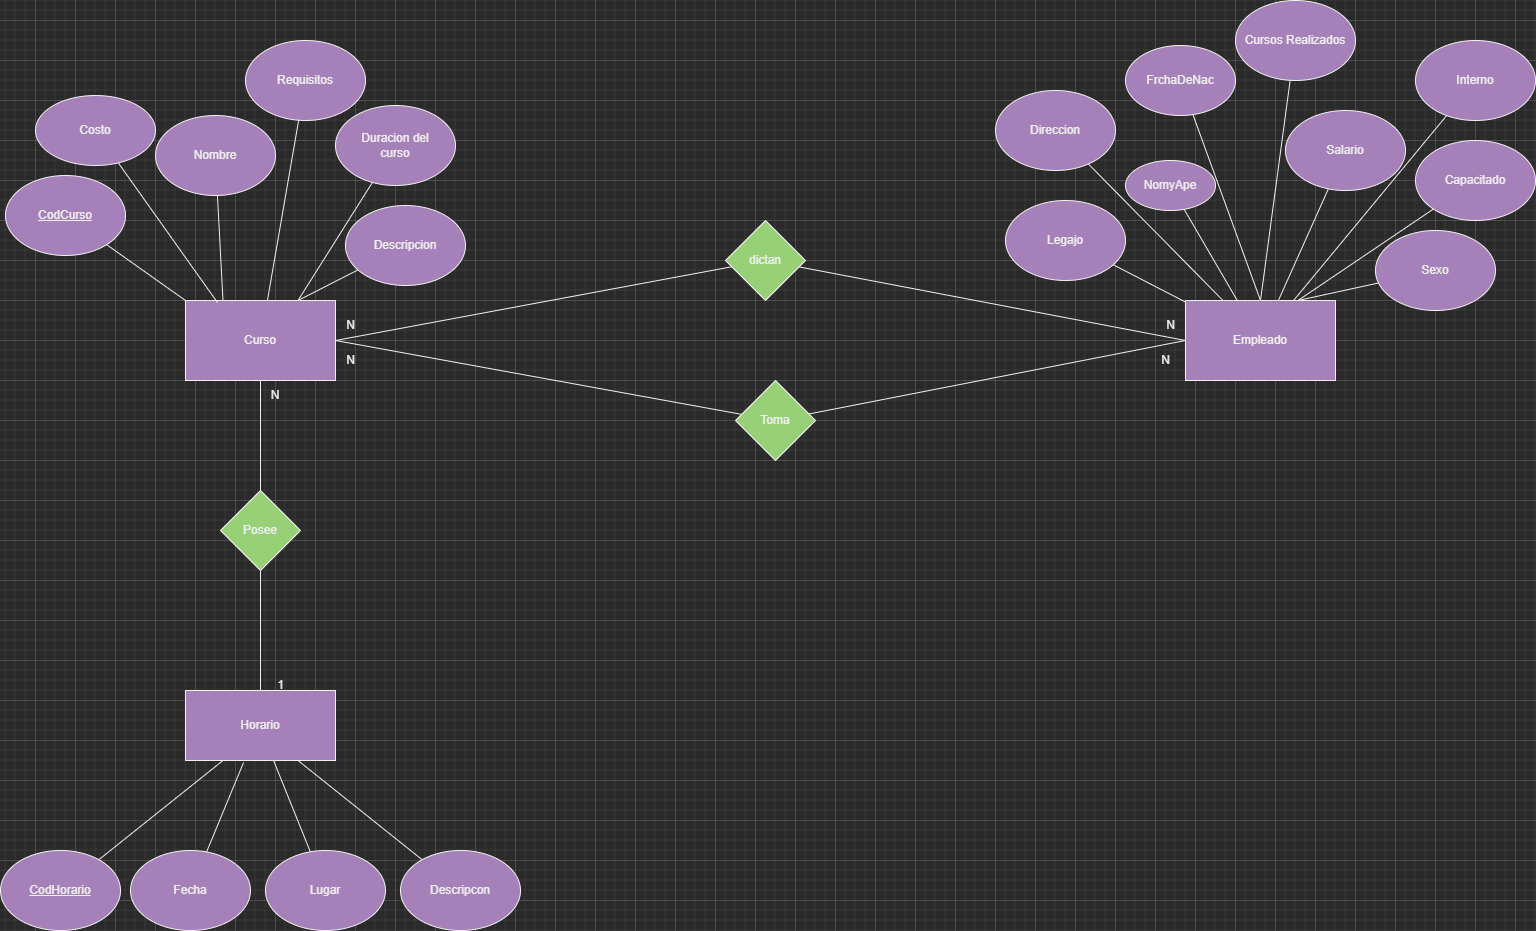 Cursos Realizados
Requisitos
FrchaDeNac
Interno
Costo
Nombre
Duracion del
curso
Direccion
Salario
NomyApe
Capacitado
CodCurso
Descripcion
Legajo
dictan
Sexo
N
N
Curso
Empleado
N
N
N
Toma
Posee
1
Horario
CodHorario
Fecha
Lugar
Descripcon